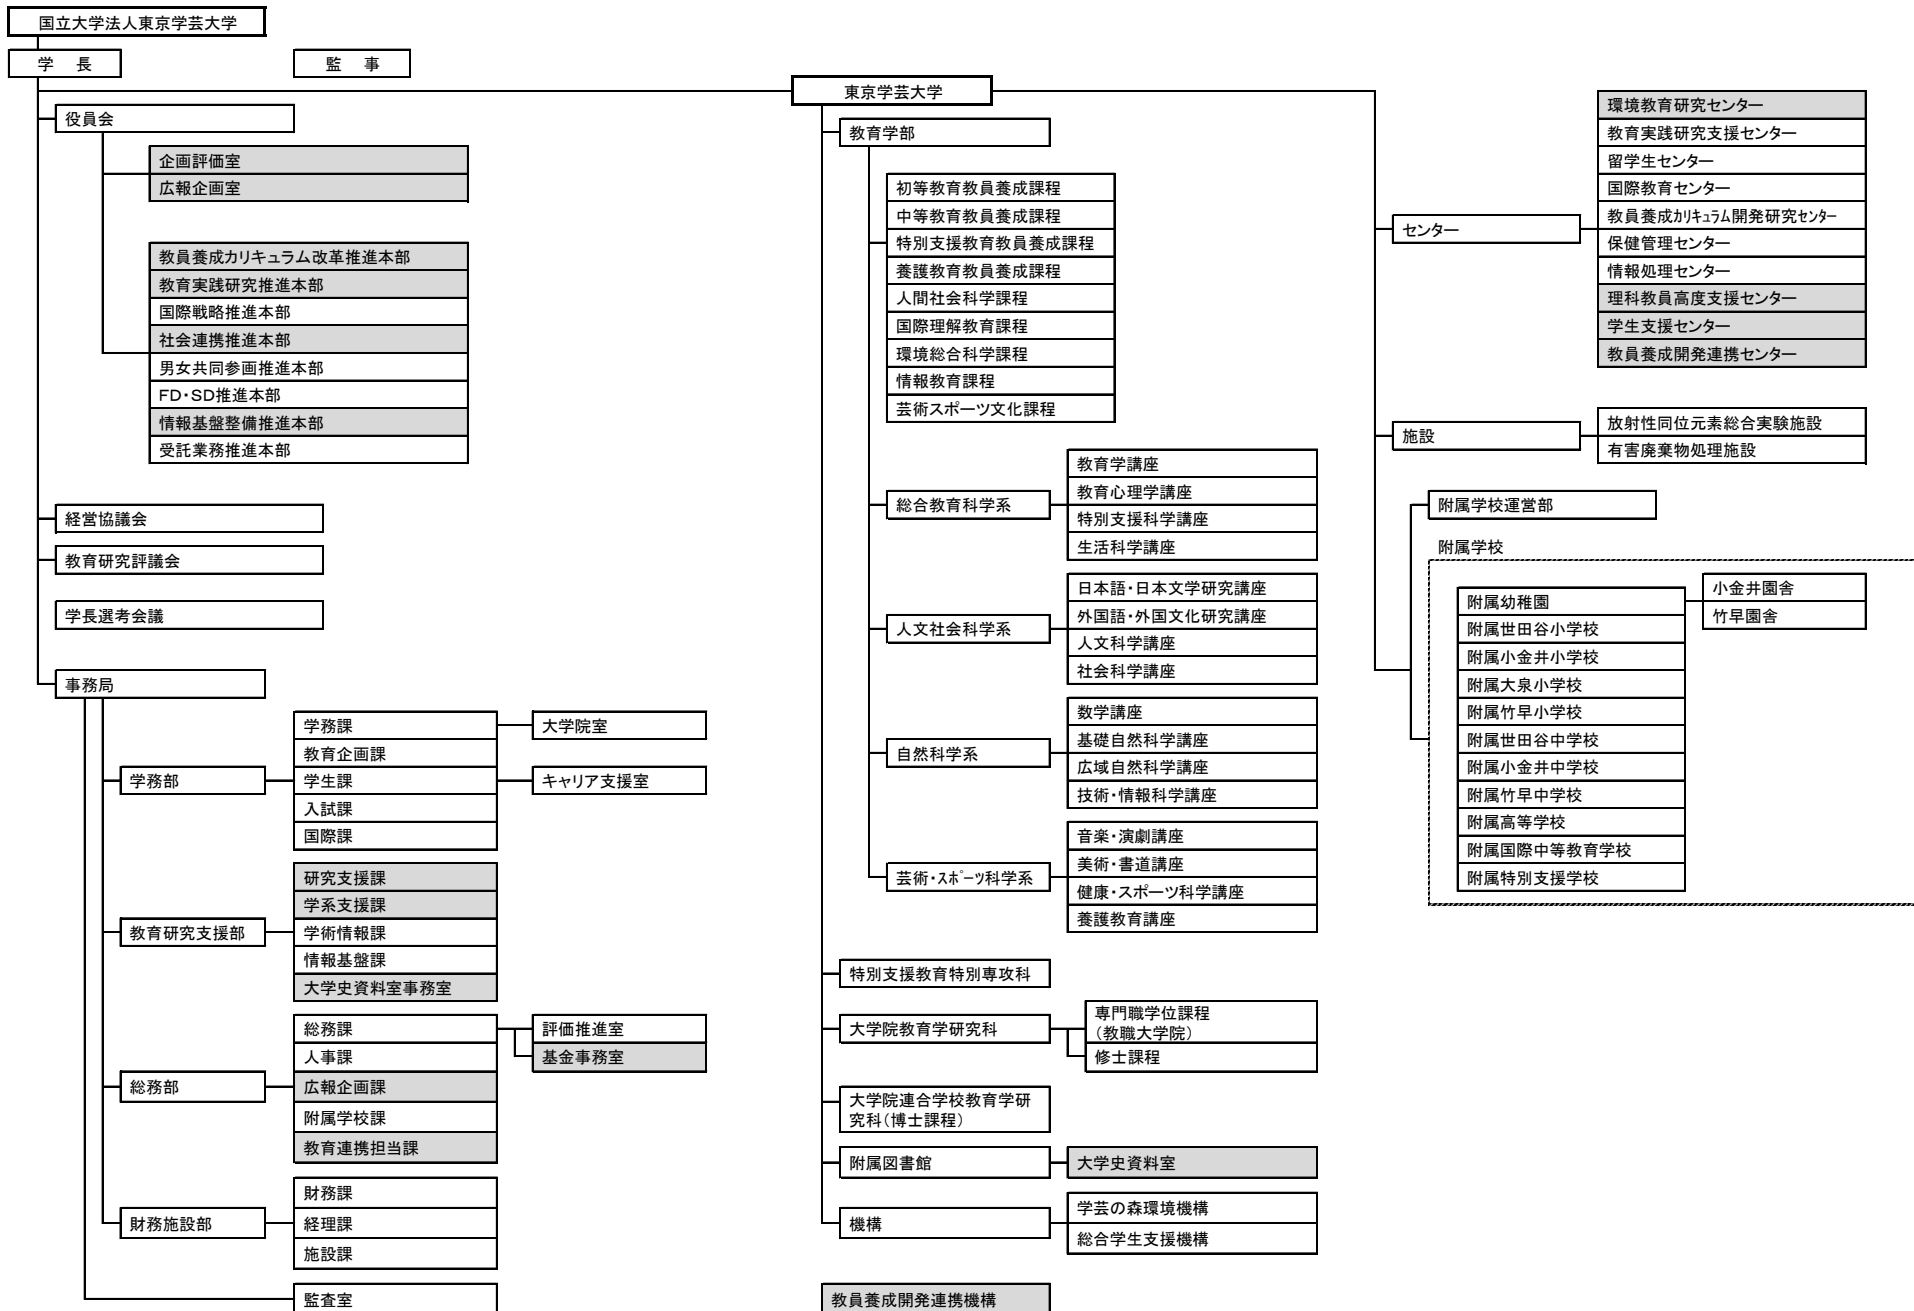 国立大学法人東京学芸大学
学　長
監　事
役員会
企画評価室
広報企画室
教員養成カリキュラム改革推進本部
教育実践研究推進本部
国際戦略推進本部
社会連携推進本部
男女共同参画推進本部
FD・SD推進本部
情報基盤整備推進本部
受託業務推進本部
経営協議会
教育研究評議会
学長選考会議
事務局
学務部
学務課
教育企画課
学生課
入試課
国際課
大学院室
キャリア支援室
教育研究支援部
研究支援課
学系支援課
学術情報課
情報基盤課
大学史資料室事務室
総務部
総務課
人事課
広報企画課
附属学校課
教育連携担当課
評価推進室
基金事務室
財務施設部
財務課
経理課
施設課
監査室
東京学芸大学
教育学部
初等教育教員養成課程
中等教育教員養成課程
特別支援教育教員養成課程
養護教育教員養成課程
人間社会科学課程
国際理解教育課程
環境総合科学課程
情報教育課程
芸術スポーツ文化課程
総合教育科学系
教育学講座
教育心理学講座
特別支援科学講座
生活科学講座
人文社会科学系
日本語・日本文学研究講座
外国語・外国文化研究講座
人文科学講座
社会科学講座
自然科学系
数学講座
基礎自然科学講座
広域自然科学講座
技術・情報科学講座
芸術・ｽﾎﾟｰﾂ科学系
音楽・演劇講座
美術・書道講座
健康・スポーツ科学講座
養護教育講座
特別支援教育特別専攻科
大学院教育学研究科
専門職学位課程
（教職大学院）
修士課程
大学院連合学校教育学研
究科（博士課程）
附属図書館
大学史資料室
機構
学芸の森環境機構
総合学生支援機構
教員養成開発連携機構
センター
環境教育研究センター
教育実践研究支援センター
留学生センター
国際教育センター
教員養成ｶﾘｷｭﾗﾑ開発研究ｾﾝﾀｰ
保健管理センター
情報処理センター
理科教員高度支援センター
学生支援センター
教員養成開発連携センター
施設
放射性同位元素総合実験施設
有害廃棄物処理施設
附属学校運営部
附属学校
附属幼稚園
附属世田谷小学校
附属小金井小学校
附属大泉小学校
附属竹早小学校
附属世田谷中学校
附属小金井中学校
附属竹早中学校
附属高等学校
附属国際中等教育学校
附属特別支援学校
小金井園舎
竹早園舎